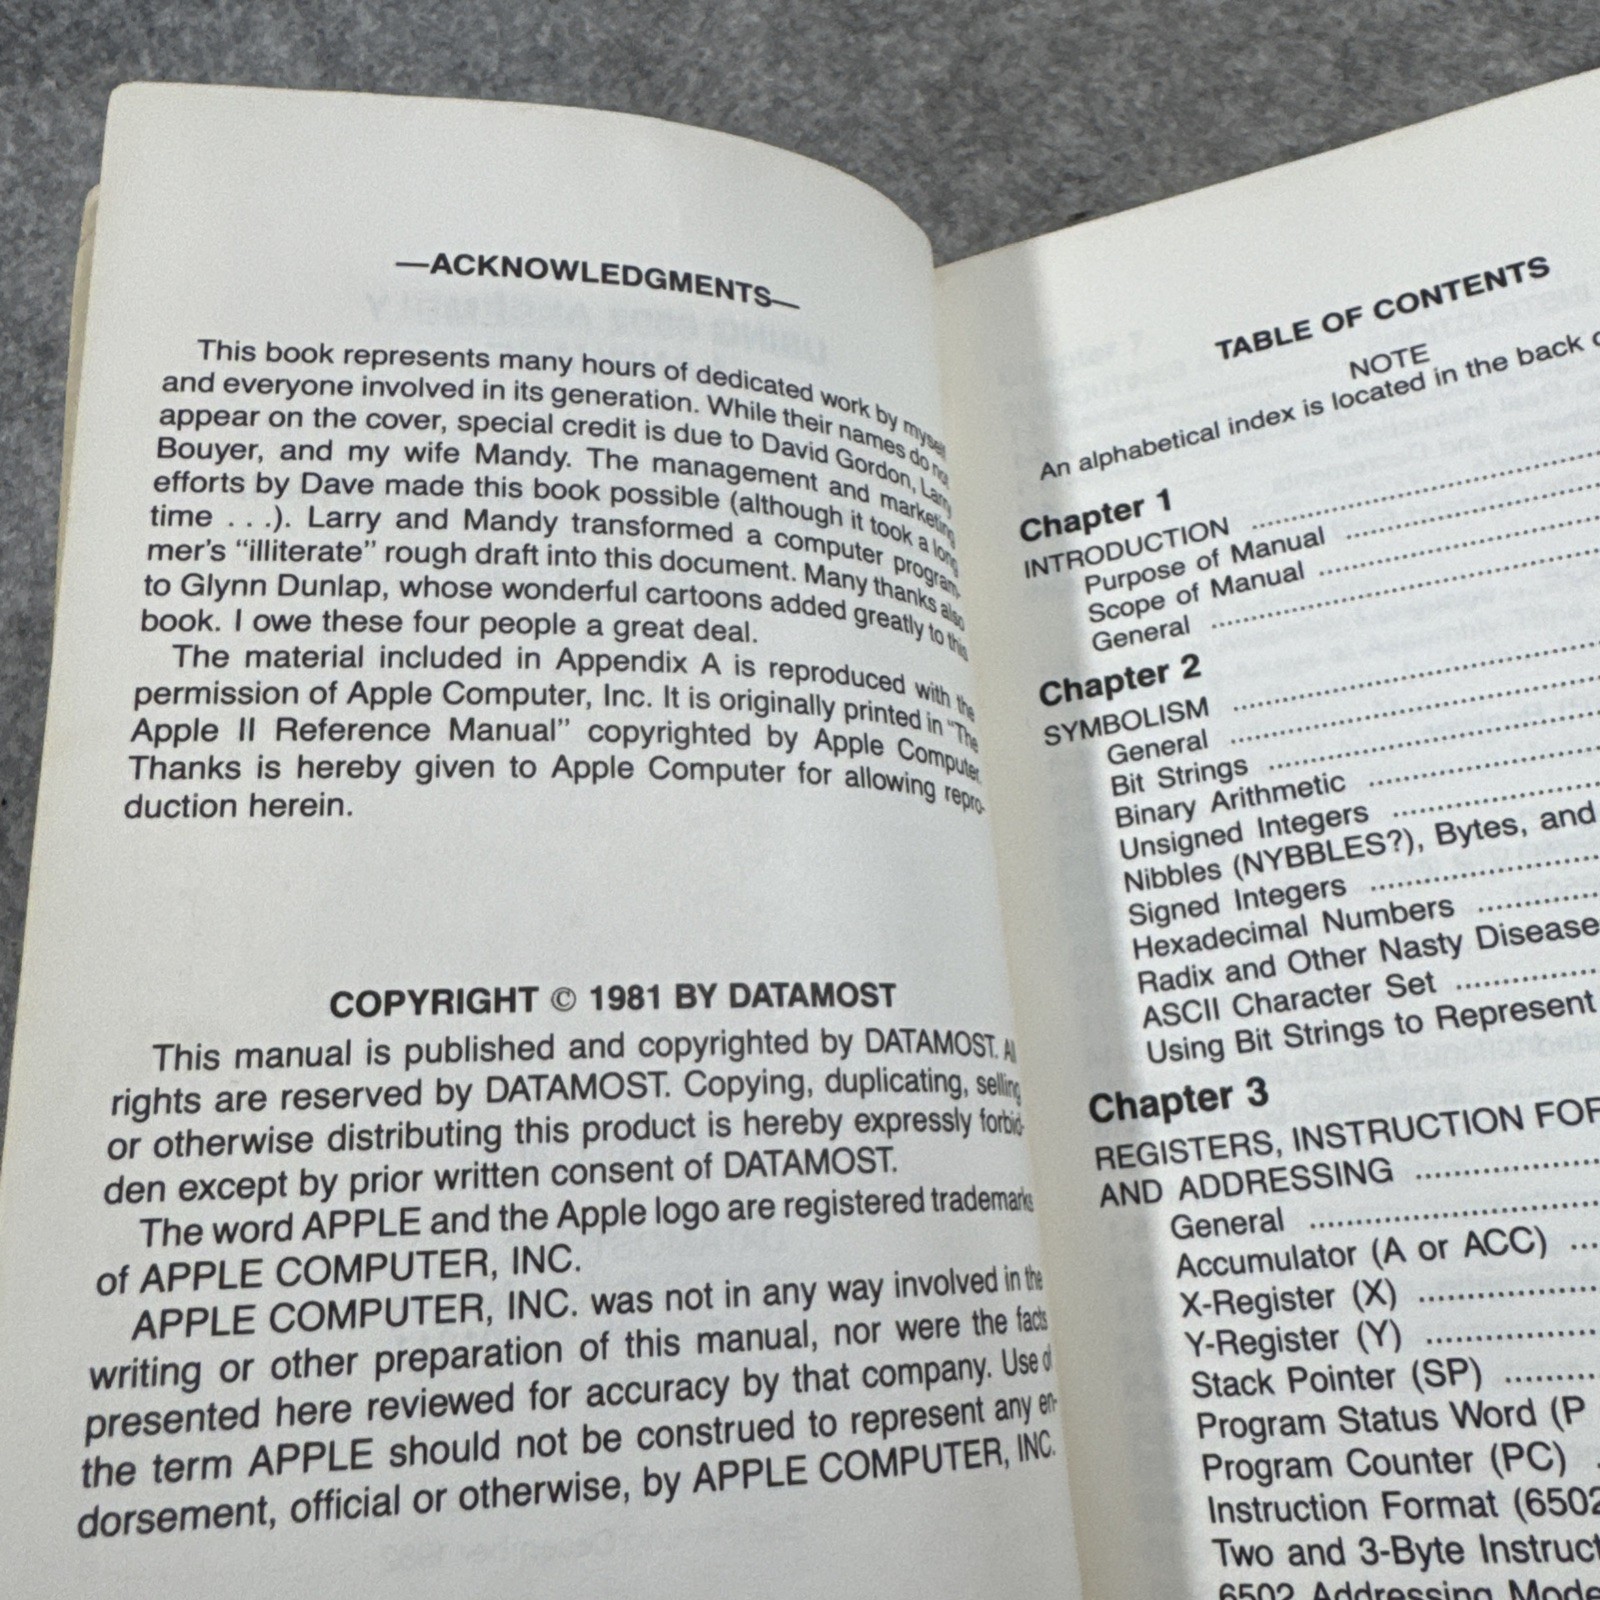 —ACKNOWLEDGMENTS—
This book represents many hours of dedicated work by myself
and everyone involved in its generation. While their names do not
appear on the cover, special credit is due to David Gordon, Larry
Bouyer, and my wife Mandy. The management and marketing
efforts by Dave made this book possible (although it took a long
time . . .). Larry and Mandy transformed a computer program-
mer's “illiterate” rough draft into this document. Many thanks also
to Glynn Dunlap, whose wonderful cartoons added greatly to this
book. I owe these four people a great deal.
The material included in Appendix A is reproduced with the
permission of Apple Computer, Inc. It is originally printed in “The
Apple II Reference Manual” copyrighted by Apple Computer.
Thanks is hereby given to Apple Computer for allowing repro-
duction herein.
COPYRIGHT © 1981 BY DATAMOST
This manual is published and copyrighted by DATAMOST. All
rights are reserved by DATAMOST. Copying, duplicating, selling
or otherwise distributing this product is hereby expressly forbid-
den except by prior written consent of DATAMOST.
The word APPLE and the Apple logo are registered trademarks
of APPLE COMPUTER, INC.
APPLE COMPUTER, INC. was not in any way involved in the
writing or other preparation of this manual, nor were the facts
presented here reviewed for accuracy by that company. Use of
the term APPLE should not be construed to represent any en-
dorsement, official or otherwise, by APPLE COMPUTER, INC.
TABLE OF CONTENTS
NOTE
An alphabetical index is located in the back
Chapter 1
INTRODUCTION
Purpose of Manual
Scope of Manual
General
Chapter 2
SYMBOLISM
General
Bit Strings
Binary Arithmetic
Unsigned Integers
Nibbles (NYBBLES?), Bytes, and
Signed Integers
Hexadecimal Numbers
Radix and Other Nasty Disease
ASCII Character Set
Using Bit Strings to Represent
Chapter 3
REGISTERS, INSTRUCTION FOR
AND ADDRESSING
General
Accumulator (A or ACC)
X-Register (X)
Y-Register (Y)
Stack Pointer (SP)
Program Status Word (P
Program Counter (PC)
Instruction Format (6502
Two and 3-Byte Instruct
6502 Addressing Mode